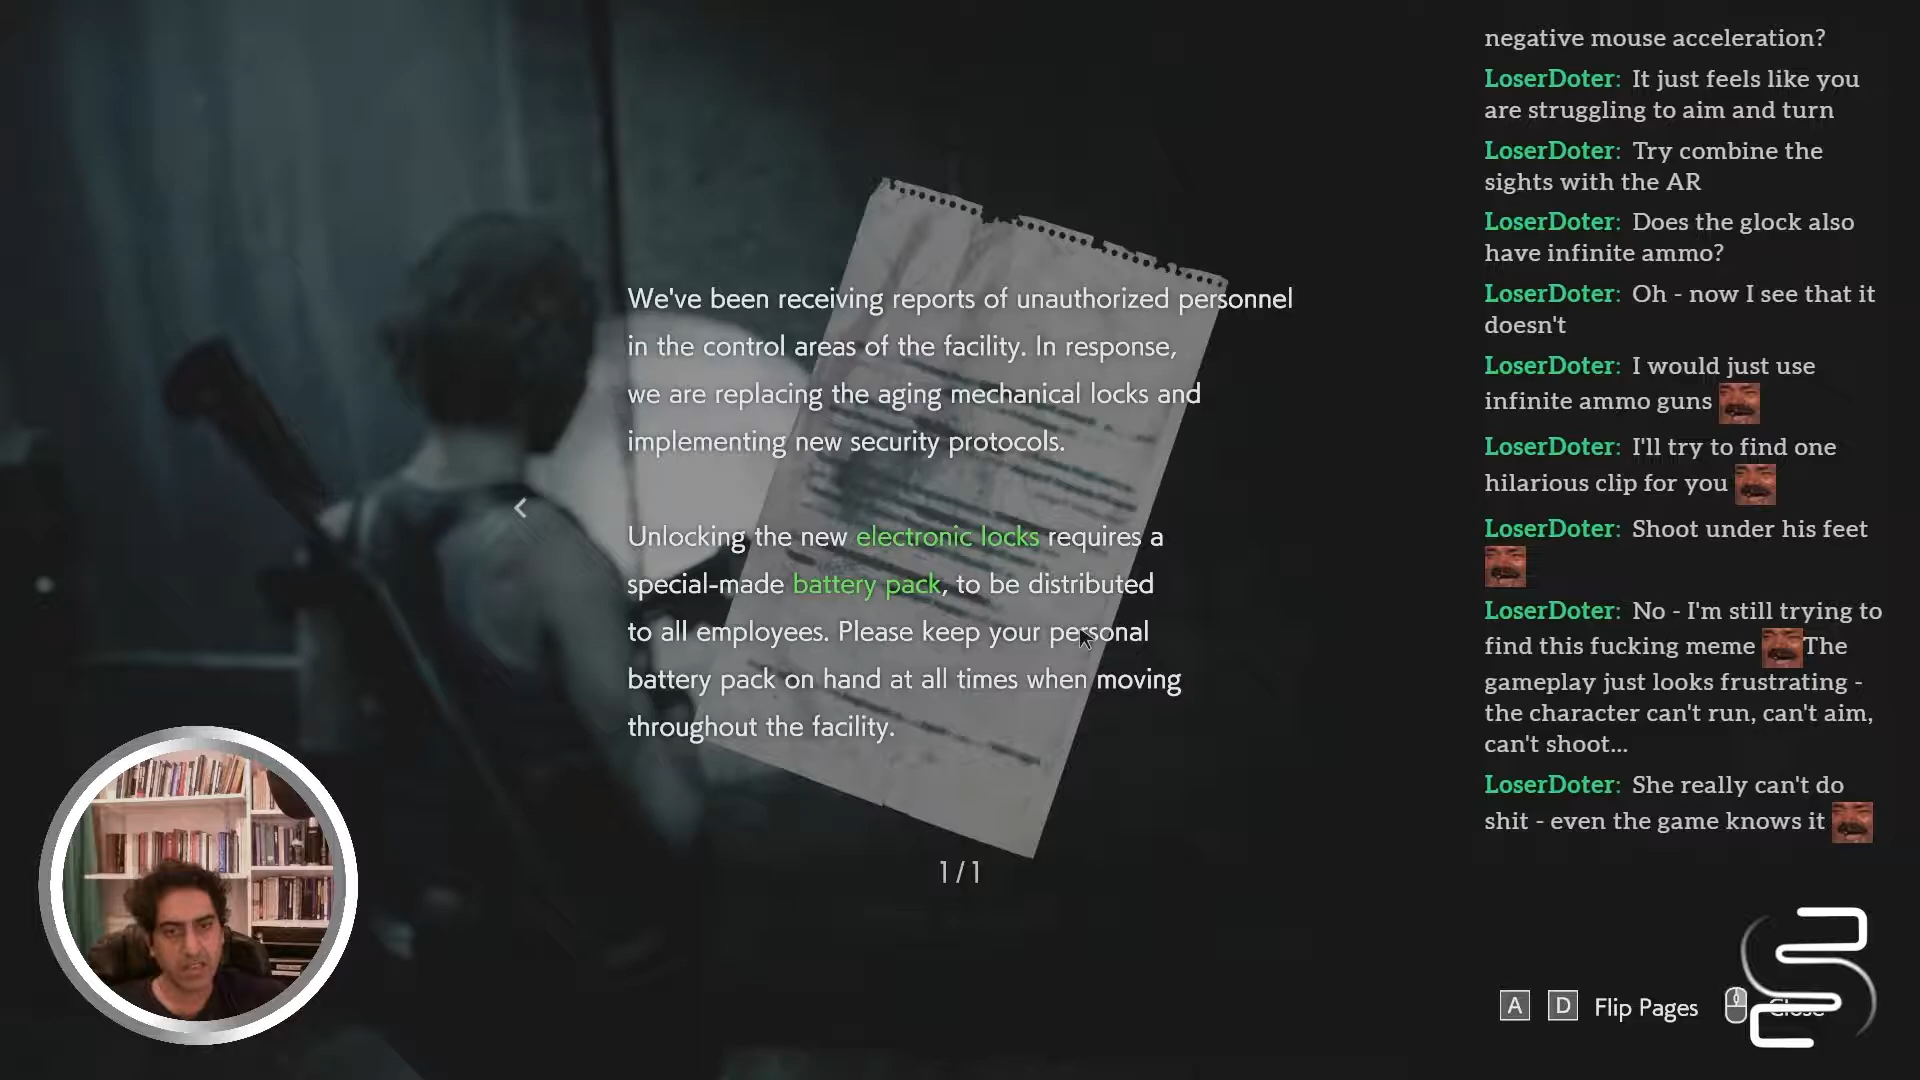 We've been receiving reports of unauthorized personnel
in the control areas of the facility. In response,
we are replacing the aging mechanical locks and
implementing new security protocols.
Unlocking the new electronic locks requires a
special-made battery pack, to be distributed
to all employees. Please keep your personal
battery pack on hand at all times when moving
throughout the facility.
1/1
negative mouse acceleration?
LoserDoter: It just feels like you
are struggling to aim and turn
LoserDoter: Try combine the
sights with the AR
LoserDoter: Does the glock also
have infinite ammo?
LoserDoter: Oh - now I see that it
doesn't
LoserDoter: I would just use
infinite ammo guns
LoserDoter: I'll try to find one
hilarious clip for you
LoserDoter: Shoot under his feet
LoserDoter: No - I'm still trying to
find this fucking meme The
gameplay just looks frustrating -
the character can't run, can't aim,
can't shoot...
LoserDoter: She really can't do
shit - even the game knows it
A D Flip Pages Close